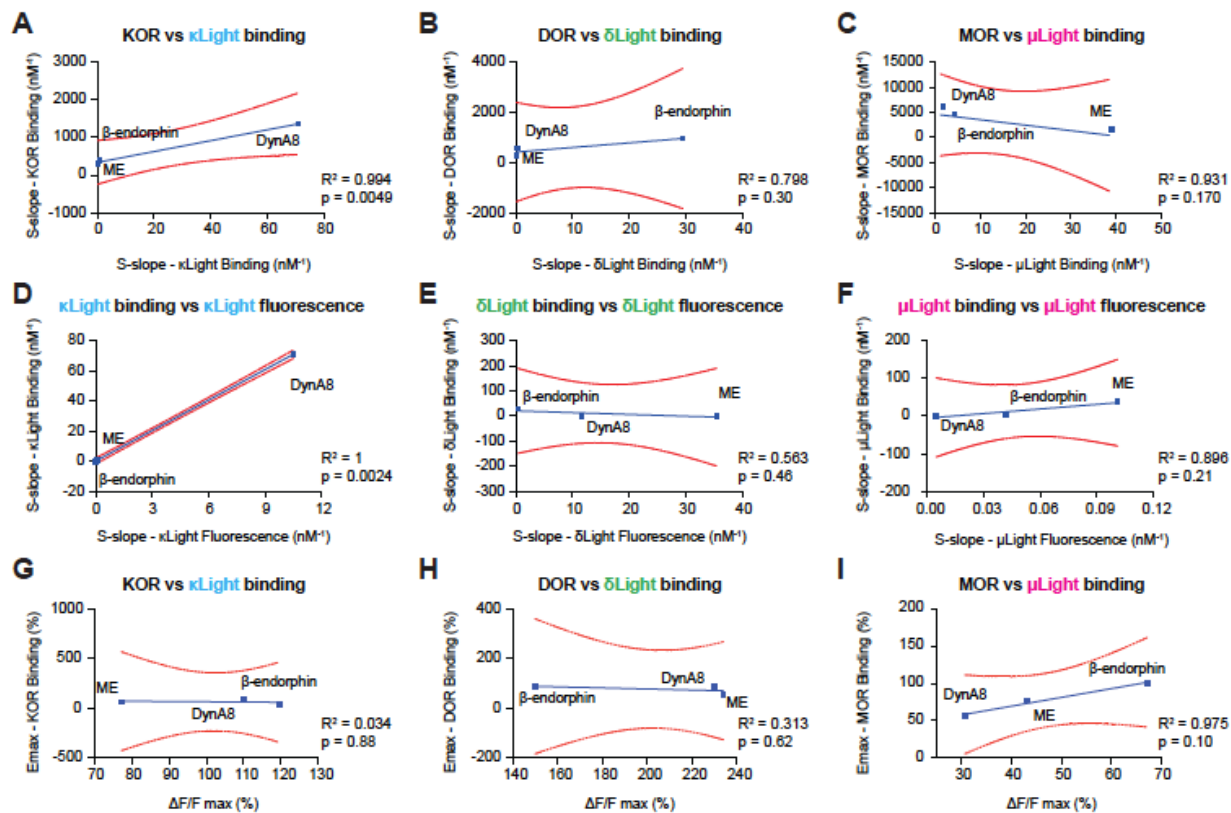 A
KOR vs κLight binding
S-slope - KOR Binding (nM⁻¹)
3000
2000
1000
0
-1000
β-endorphin
ME
DynA8
R² = 0.994
p = 0.0049
0 20 40 60 80
S-slope - κLight Binding (nM⁻¹)
B
DOR vs δLight binding
S-slope - DOR Binding (nM⁻¹)
4000
2000
0
-2000
β-endorphin
DynA8
ME
R² = 0.798
p = 0.30
0 10 20 30 40
S-slope - δLight Binding (nM⁻¹)
C
MOR vs μLight binding
S-slope - MOR Binding (nM⁻¹)
15000
10000
5000
0
-5000
-10000
15000
DynA8
ME
β-endorphin
R² = 0.931
p = 0.170
0 10 20 30 40 50
S-slope - μLight Binding (nM⁻¹)
D
κLight binding vs κLight fluorescence
S-slope - κLight Binding (nM⁻¹)
80
60
40
20
0
-20
DynA8
ME
β-endorphin
R² = 1
p = 0.0024
0 3 6 9 12
S-slope - κLight Fluorescence (nM⁻¹)
E
δLight binding vs δLight fluorescence
S-slope - δLight Binding (nM⁻¹)
300
200
100
0
-100
-200
300
β-endorphin
ME
DynA8
R² = 0.563
p = 0.46
0 10 20 30 40
S-slope - δLight Fluorescence (nM⁻¹)
F
μLight binding vs μLight fluorescence
S-slope - μLight Binding (nM⁻¹)
200
100
0
-100
-200
β-endorphin
ME
DynA8
R² = 0.896
p = 0.21
0.00 0.03 0.06 0.09 0.12
S-slope - μLight Fluorescence (nM⁻¹)
G
KOR vs κLight binding
Emax - KOR Binding (%)
1000
500
0
-500
ME
β-endorphin
DynA8
R² = 0.034
p = 0.88
70 80 90 100 110 120 130
ΔF/F max (%)
H
DOR vs δLight binding
Emax - DOR Binding (%)
400
200
0
-200
β-endorphin
DynA8
ME
R² = 0.313
p = 0.62
140 160 180 200 220 240
ΔF/F max (%)
I
MOR vs μLight binding
Emax - MOR Binding (%)
200
150
100
50
0
β-endorphin
DynA8
ME
R² = 0.975
p = 0.10
30 40 50 60 70
ΔF/F max (%)